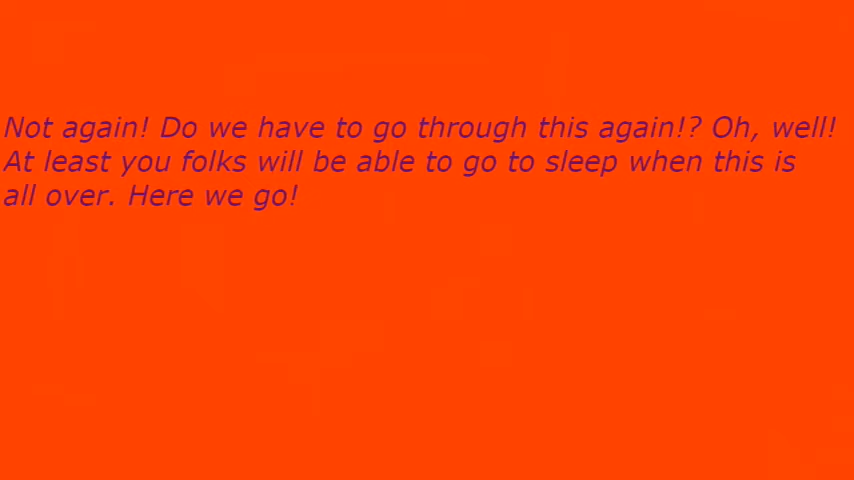 Not again! Do we have to go through this again!? Oh, well!
At least you folks will be able to go to sleep when this is
all over. Here we go!